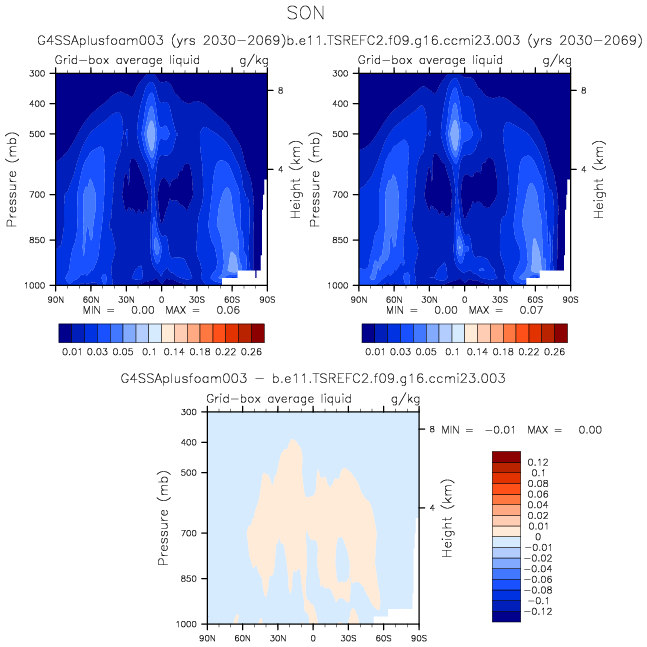 SON
G4SSAplusfoam003 (yrs 2030-2069)b.e11.TSREFC2.f09.g16.ccmi23.003 (yrs 2030-2069)
Grid-box average liquid g/kg Grid-box average liquid g/kg
300 400 500 700 850 1000
Pressure (mb)
8 4
Height (km)
90N 60N 30N 0 30S 60S 90S
MIN = 0.00 MAX = 0.06
0.01 0.03 0.05 0.1 0.14 0.18 0.22 0.26
300 400 500 700 850 1000
Pressure (mb)
8 4
Height (km)
90N 60N 30N 0 30S 60S 90S
MIN = 0.00 MAX = 0.07
0.01 0.03 0.05 0.1 0.14 0.18 0.22 0.26
G4SSAplusfoam003 - b.e11.TSREFC2.f09.g16.ccmi23.003
Grid-box average liquid g/kg
300 400 500 700 850 1000
Pressure (mb)
8 4
Height (km)
90N 60N 30N 0 30S 60S 90S
MIN = -0.01 MAX = 0.00
0.12
0.1
0.08
0.06
0.04
0.02
0.01
0
-0.01
-0.02
-0.04
-0.06
-0.08
-0.1
-0.12